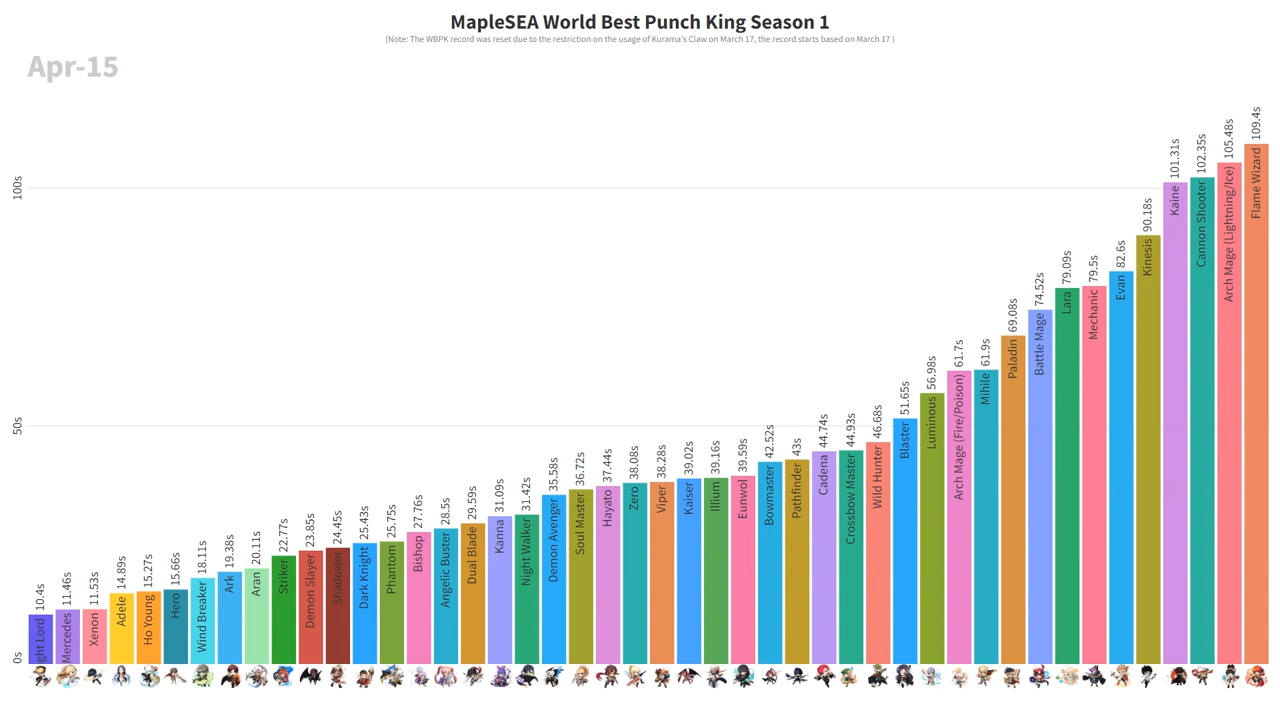 MapleSEA World Best Punch King Season 1
(Note: The WBPK record was reset due to the restriction on the usage of Kurama's Claw on March 17, the record starts based on March 17 )
Apr-15
100s
50s
0s
ght Lord 10.4s
Mercedes 11.46s
Xenon 11.53s
Adele 14.89s
Ho Young 15.27s
Hero 15.66s
Wind Breaker 18.11s
Ark 19.38s
Aran 20.11s
Striker 22.77s
Demon Slayer 23.85s
Shadower 24.45s
Dark Knight 25.43s
Phantom 25.75s
Bishop 27.76s
Angelic Buster 28.5s
Dual Blade 29.59s
Kanna 31.09s
Night Walker 31.42s
Demon Avenger 35.58s
Soul Master 36.72s
Hayato 37.44s
Zero 38.08s
Viper 38.28s
Kaiser 39.02s
Illium 39.16s
Eunwol 39.59s
Bowmaster 42.52s
Pathfinder 43s
Cadena 44.74s
Crossbow Master 44.93s
Wild Hunter 46.68s
Blaster 51.65s
Luminous 56.98s
Arch Mage (Fire/Poison) 61.7s
Mihile 61.9s
Paladin 69.08s
Battle Mage 74.52s
Lara 79.09s
Mechanic 79.5s
Evan 82.6s
Kinesis 90.18s
Kaine 101.31s
Cannon Shooter 102.35s
Arch Mage (Lightning/Ice) 105.48s
Flame Wizard 109.4s